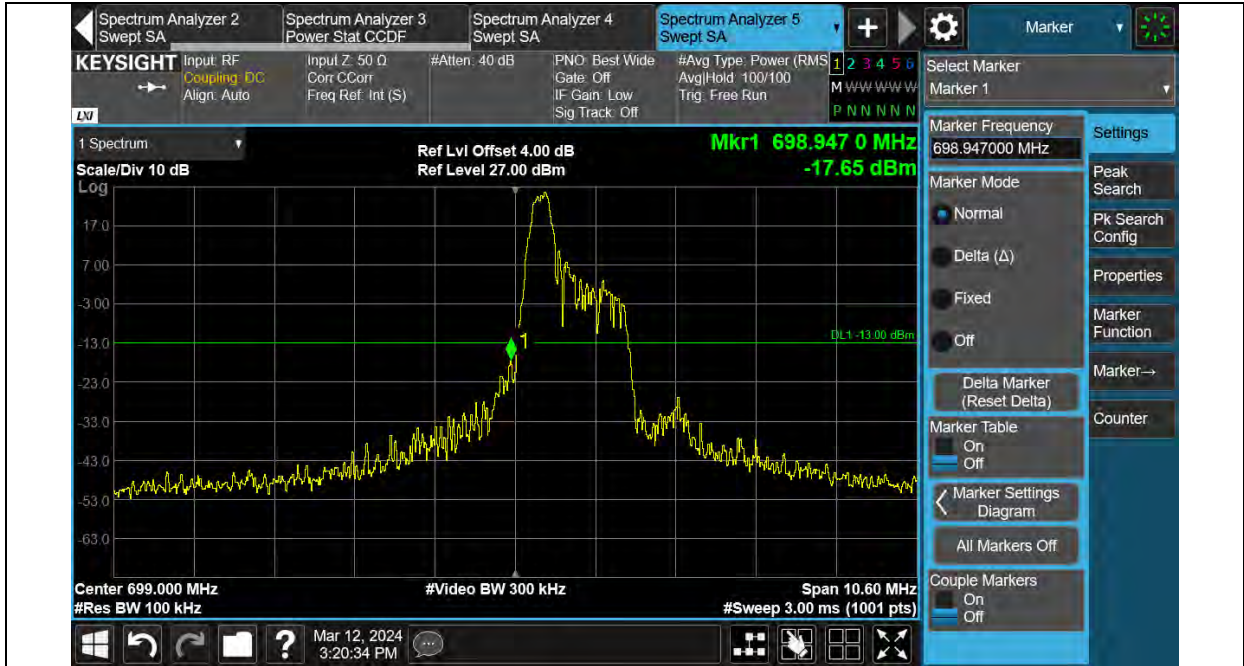 Spectrum Analyzer 2
Swept SA
Spectrum Analyzer 3
Power Stat CCDF
Spectrum Analyzer 4
Swept SA
Spectrum Analyzer 5
Swept SA
Marker
KEYSIGHT
LXI
Input: RF
Coupling: DC
Align: Auto
Input Z: 50 Ω
Corr CCorr
Freq Ref: Int (S)
#Atten: 40 dB
PNO: Best Wide
Gate: Off
IF Gain: Low
Sig Track: Off
#Avg Type: Power (RMS
Avg|Hold: 100/100
Trig: Free Run
1 2 3 4 5 6
M W W W W W
P N N N N N
Select Marker
Marker 1
1 Spectrum
Scale/Div 10 dB
Log
Ref Lvl Offset 4.00 dB
Ref Level 27.00 dBm
Mkr1 698.947 0 MHz
-17.65 dBm
17.0
7.00
-3.00
-13.0
-23.0
-33.0
-43.0
-53.0
-63.0
1
DL1 -13.00 dBm
Center 699.000 MHz
#Res BW 100 kHz
#Video BW 300 kHz
Span 10.60 MHz
#Sweep 3.00 ms (1001 pts)
Marker Frequency
698.947000 MHz
Marker Mode
Normal
Delta (Δ)
Fixed
Off
Delta Marker
(Reset Delta)
Marker Table
On
Off
Marker Settings
Diagram
All Markers Off
Couple Markers
On
Off
Settings
Peak
Search
Pk Search
Config
Properties
Marker
Function
Marker→
Counter
?
Mar 12, 2024
3:20:34 PM